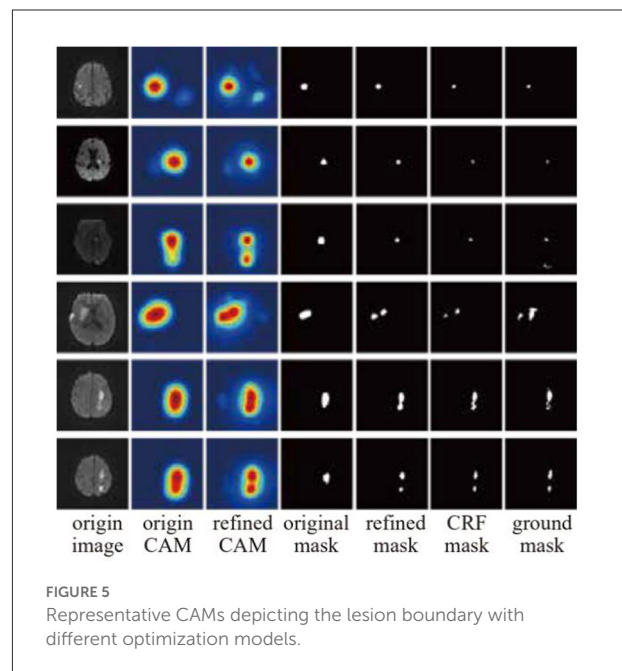 origin origin refined original refined CRF ground
image CAM CAM mask mask mask mask
FIGURE 5
Representative CAMs depicting the lesion boundary with
different optimization models.